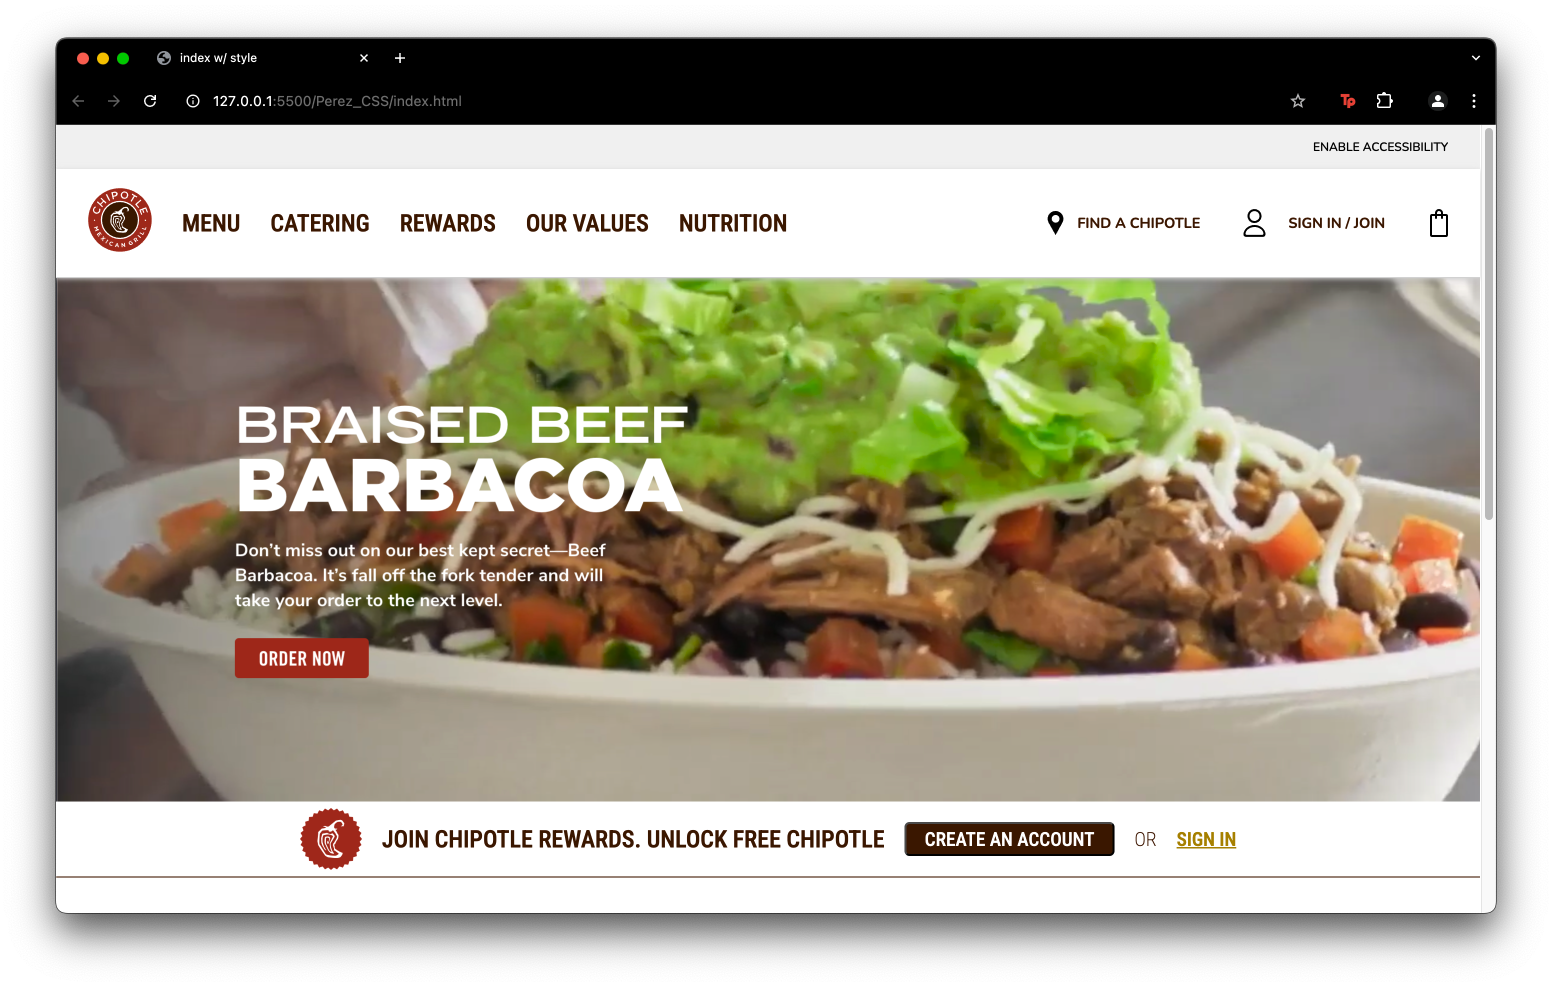 index w/ style
127.0.0.1:5500/Perez_CSS/index.html
Tp
ENABLE ACCESSIBILITY
CHIPOTLE
MEXICAN GRILL
MENU CATERING REWARDS OUR VALUES NUTRITION FIND A CHIPOTLE SIGN IN / JOIN
BRAISED BEEF
BARBACOA
Don’t miss out on our best kept secret—Beef
Barbacoa. It’s fall off the fork tender and will
take your order to the next level.
ORDER NOW
JOIN CHIPOTLE REWARDS. UNLOCK FREE CHIPOTLE CREATE AN ACCOUNT OR SIGN IN